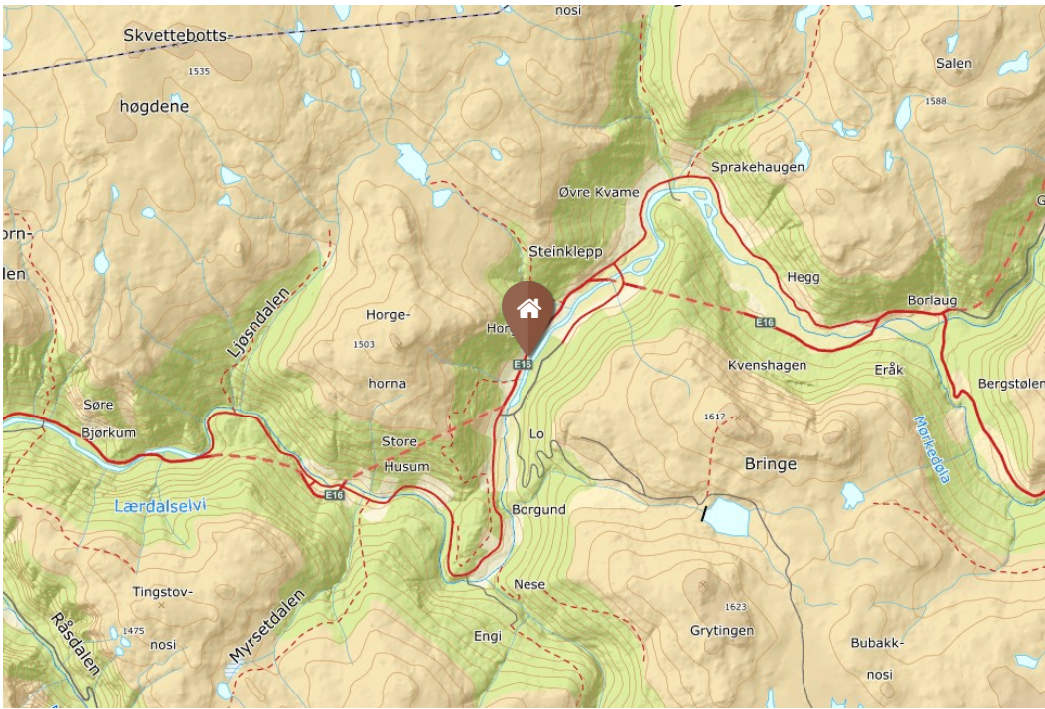 nosi
Skvettebotts-
1535
høgdene
Salen
1588
Sprakehaugen
Øvre Kvame
Steinklepp
Hegg
Borlaug
Ljøsndalen
Horge-
1503
horna
E16
E16
Kvenshagen
Eråk
Bergstølen
Søre
Bjørkum
Store
Husum
Lo
1617
Bringe
Mørkedøla
E16
Lærdalselvi
Borgund
Nese
Tingstov-
1475
nosi
Råsdalen
Myrsetdalen
Engi
1623
Grytingen
Bubakk-
nosi